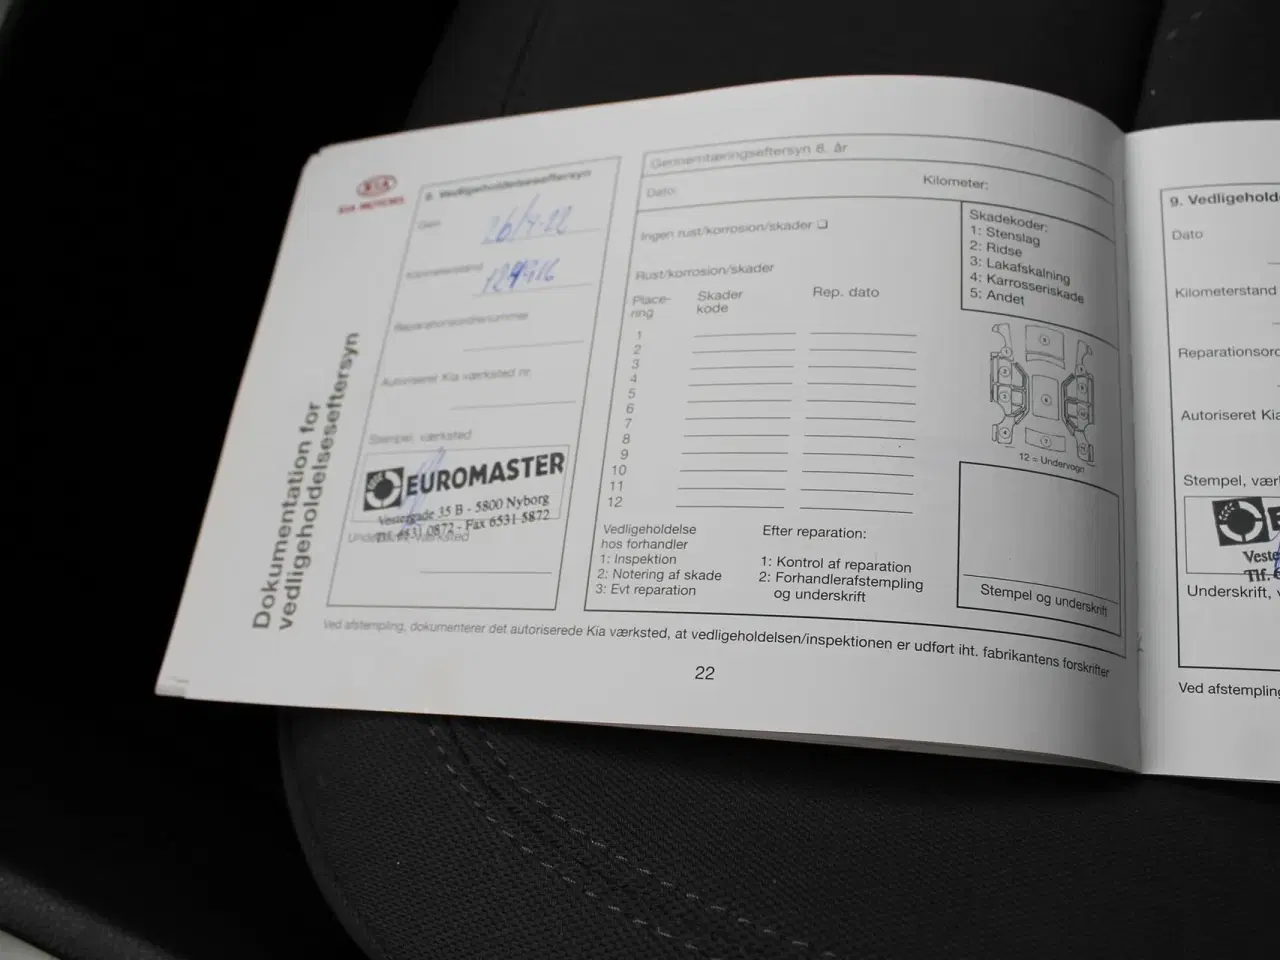 Dokumentation for
vedligeholdelseseftersyn
KIA
KIA MOTORS
8. Vedligeholdelseseftersyn
Dato 26/4-22
Kilometerstand
Reparationsordrenummer
Autoriseret Kia værksted nr.
Stempel, værksted
EUROMASTER
Vestergade 35 B - 5800 Nyborg
Tlf. 6531 0872 - Fax 6531 5872
Underskrift, værksted
Gennemtæringseftersyn 8. år
Dato: Kilometer:
Ingen rust/korrosion/skader
Rust/korrosion/skader
Place-
ring
Skader
kode
Rep. dato
1
2
3
4
5
6
7
8
9
10
11
12
Skadekoder:
1: Stenslag
2: Ridse
3: Lakafskalning
4: Karrosseriskade
5: Andet
12 = Undervogn
Vedligeholdelse
hos forhandler
1: Inspektion
2: Notering af skade
3: Evt reparation
Efter reparation:
1: Kontrol af reparation
2: Forhandlerafstempling
og underskrift
Stempel og underskrift
Ved afstempling, dokumenterer det autoriserede Kia værksted, at vedligeholdelsen/inspektionen er udført iht. fabrikantens forskrifter
22
9. Vedligehold
Dato
Kilometerstand
Reparationsord
Autoriseret Kia
Stempel, værk
Veste
Tlf. 6
Underskrift, v
Ved afstempling